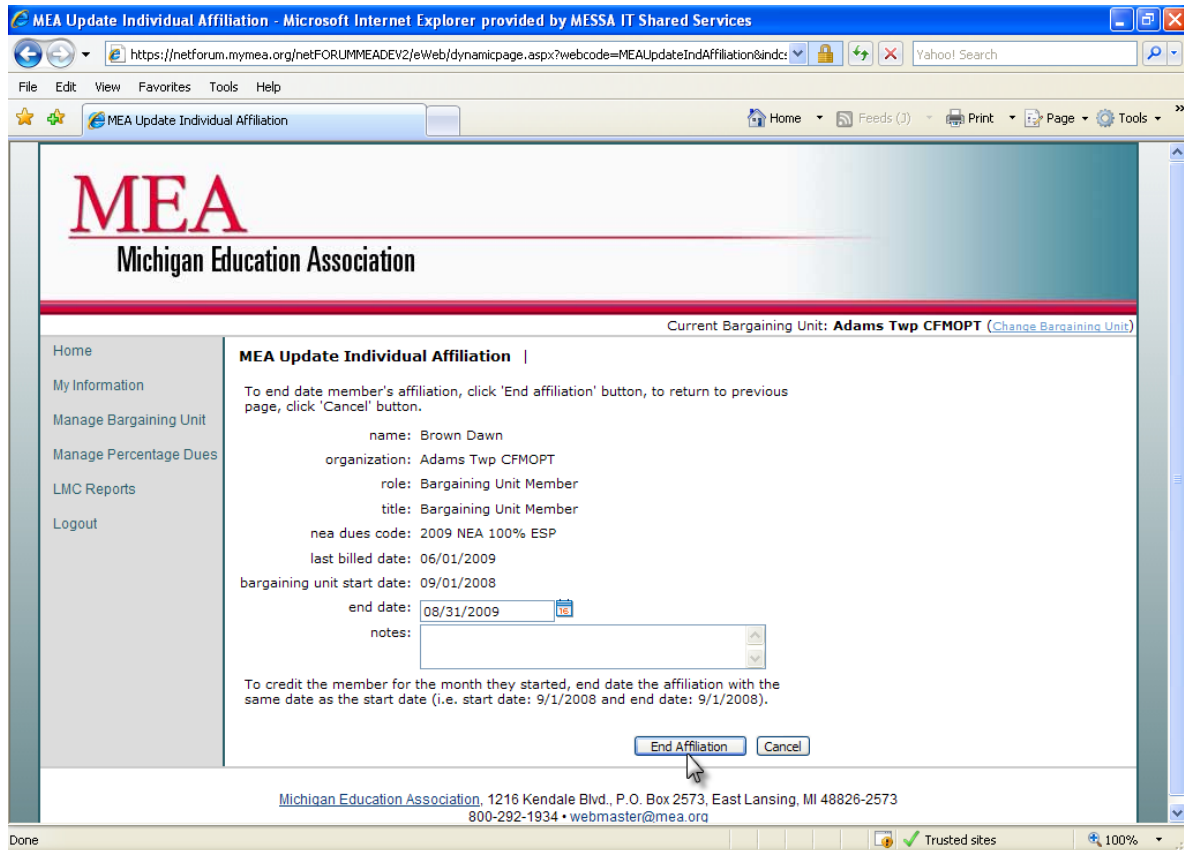 MEA Update Individual Affiliation - Microsoft Internet Explorer provided by MESSA IT Shared Services
https://netforum.mymea.org/netFORUMMEADEV2/eWeb/dynamicpage.aspx?webcode=MEAUpdateIndAffiliation&indc:
Yahoo! Search
File Edit View Favorites Tools Help
MEA Update Individual Affiliation
Home Feeds (J) Print Page Tools »
MEA
Michigan Education Association
Current Bargaining Unit: Adams Twp CFMOPT (Change Bargaining Unit)
Home
My Information
Manage Bargaining Unit
Manage Percentage Dues
LMC Reports
Logout
MEA Update Individual Affiliation |
To end date member's affiliation, click 'End affiliation' button, to return to previous
page, click 'Cancel' button.
name: Brown Dawn
organization: Adams Twp CFMOPT
role: Bargaining Unit Member
title: Bargaining Unit Member
nea dues code: 2009 NEA 100% ESP
last billed date: 06/01/2009
bargaining unit start date: 09/01/2008
end date: 08/31/2009
16
notes:
To credit the member for the month they started, end date the affiliation with the
same date as the start date (i.e. start date: 9/1/2008 and end date: 9/1/2008).
End Affiliation Cancel
Michigan Education Association, 1216 Kendale Blvd., P.O. Box 2573, East Lansing, MI 48826-2573
800-292-1934 • webmaster@mea.org
Done
Trusted sites
100%